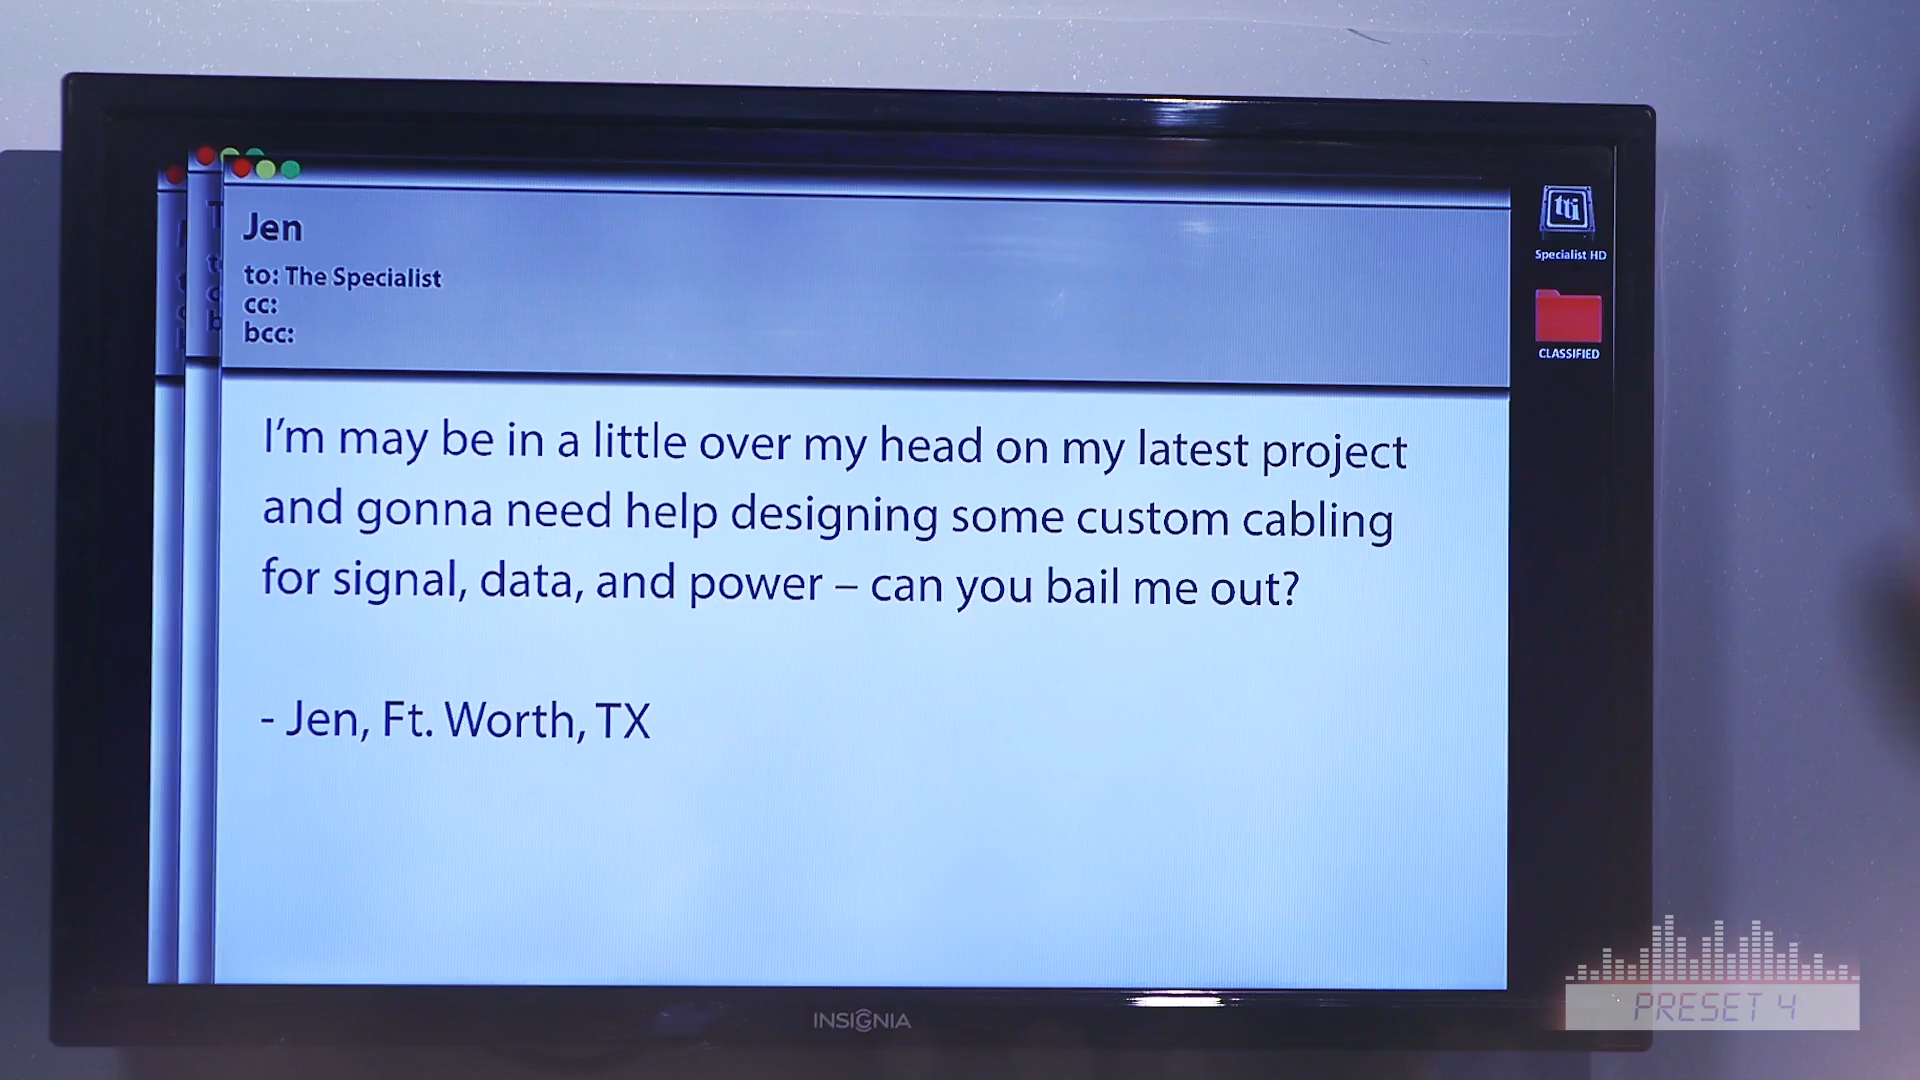 Jen
to: The Specialist
cc:
bcc:
I'm may be in a little over my head on my latest project
and gonna need help designing some custom cabling
for signal, data, and power – can you bail me out?
- Jen, Ft. Worth, TX
tti
Specialist HD
CLASSIFIED
INSIGNIA
PRESET 4